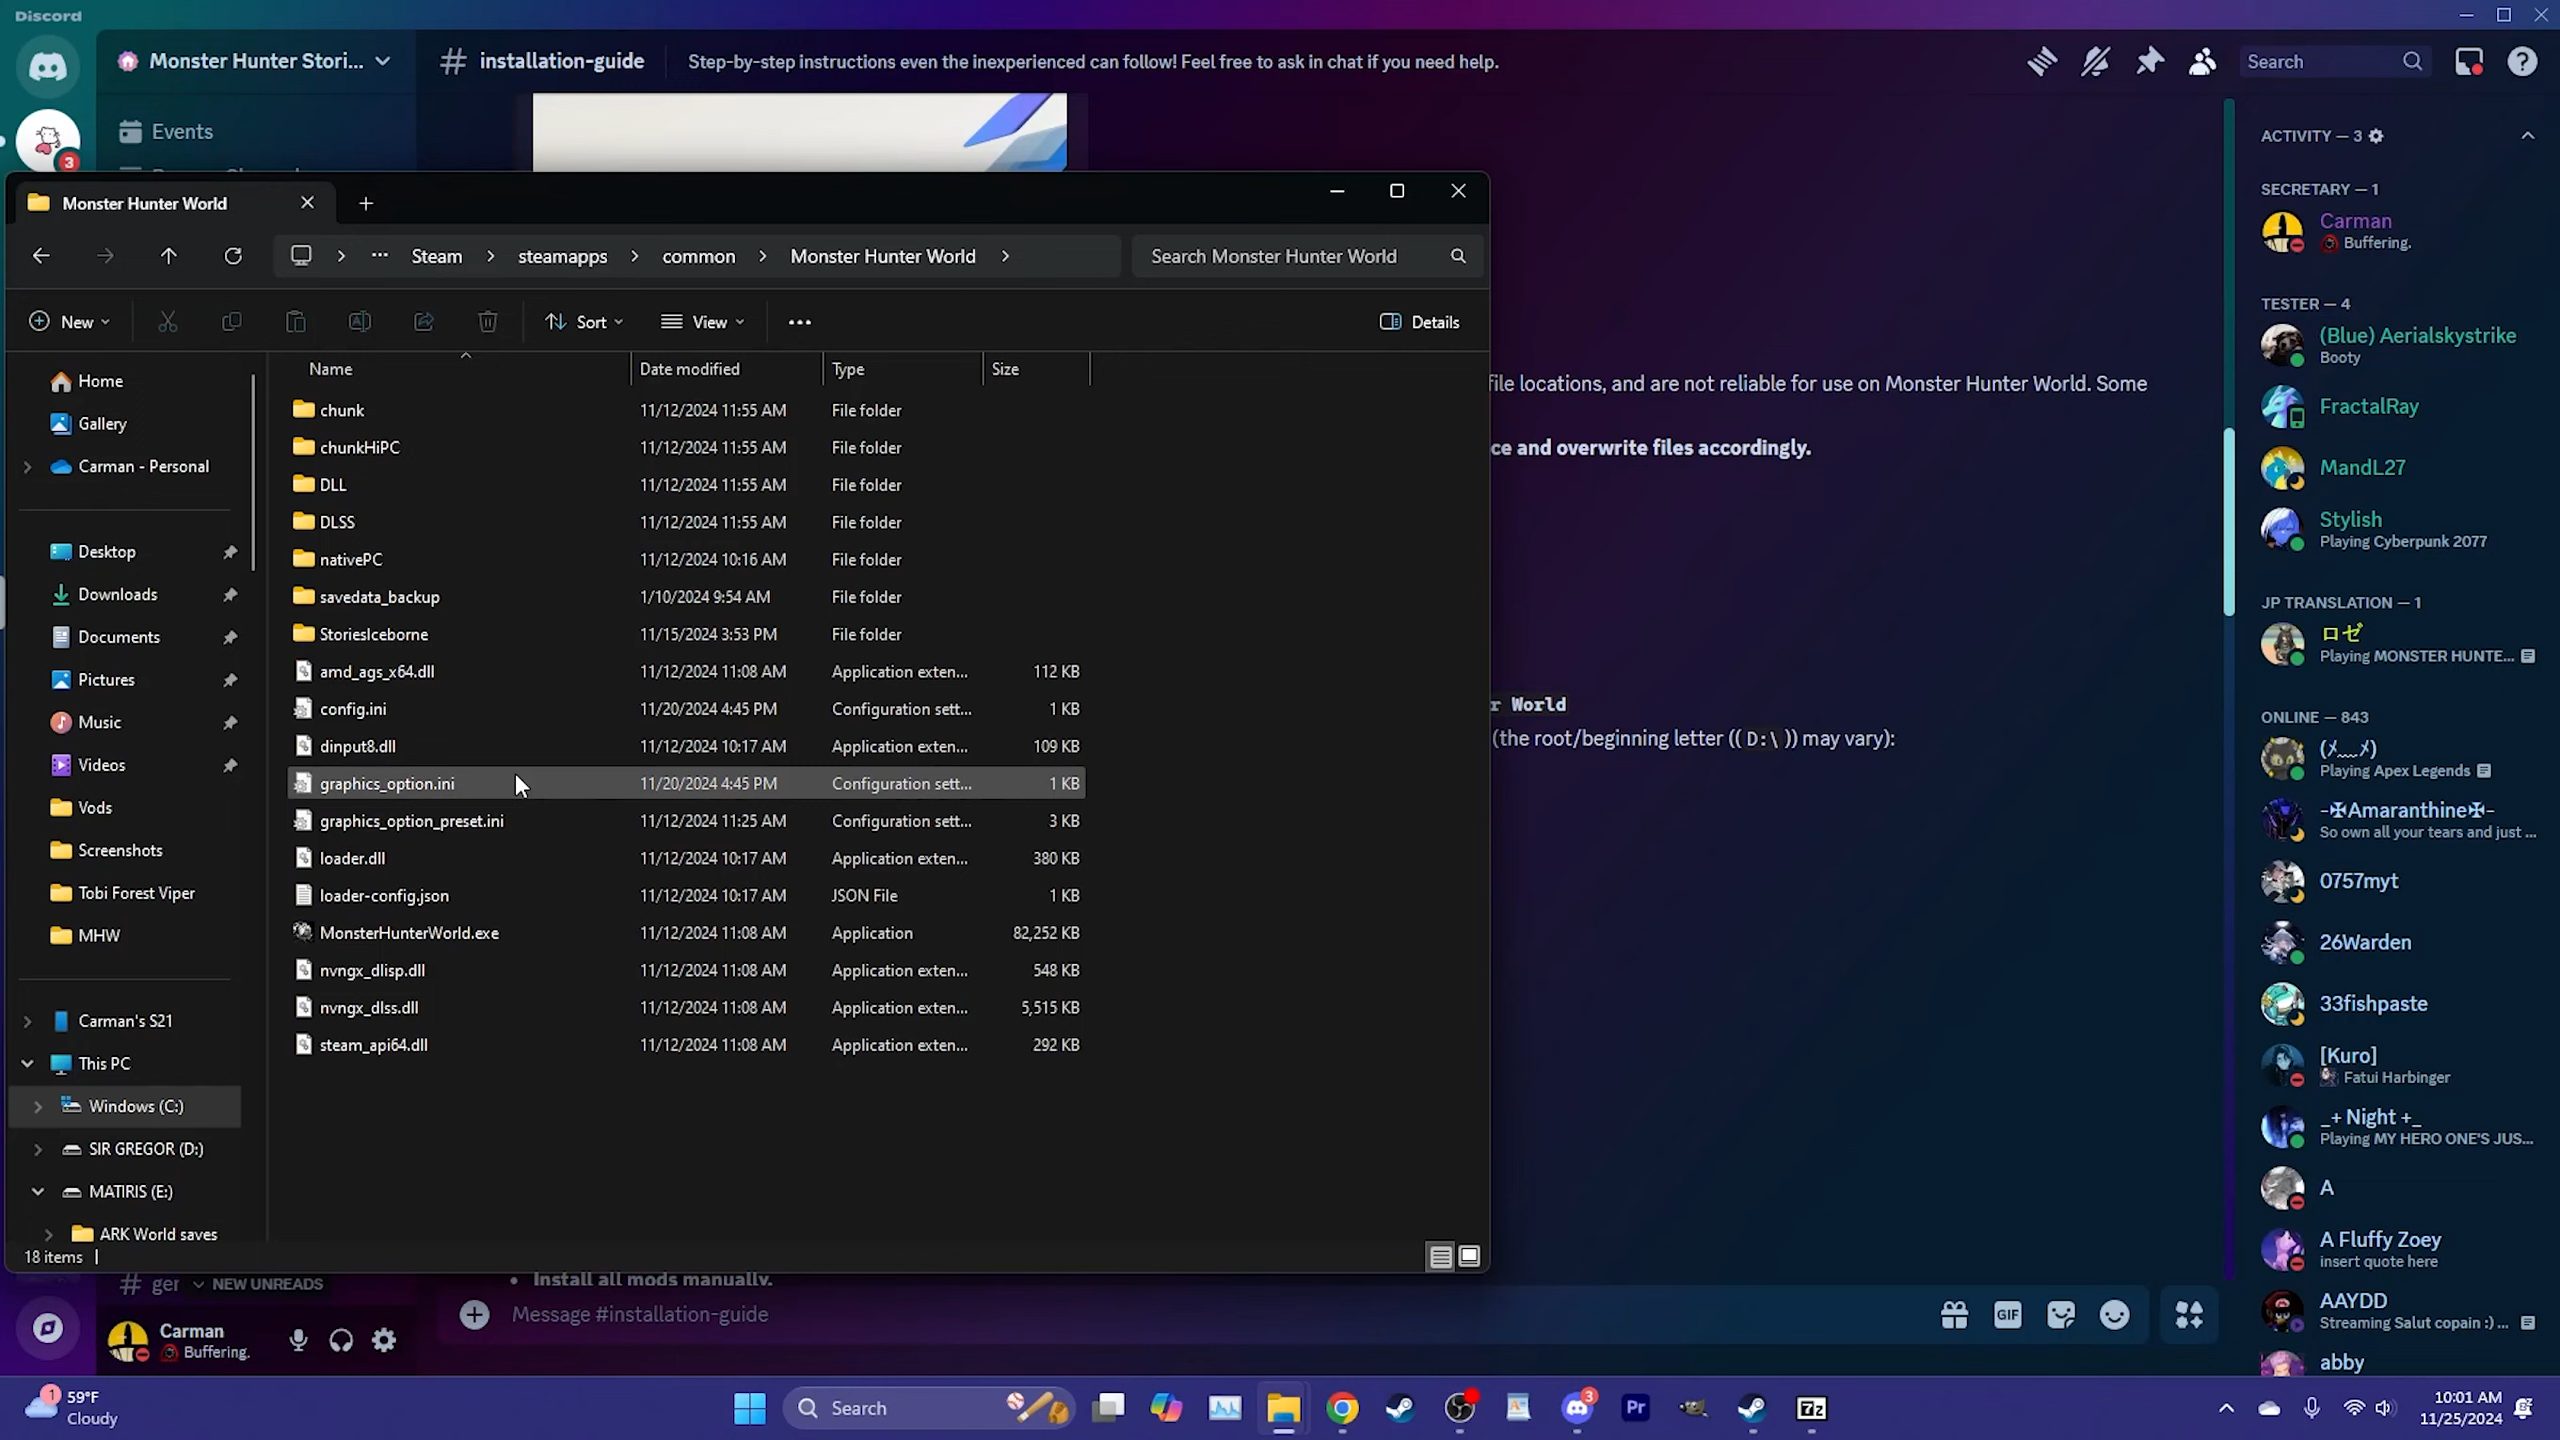 Discord
Monster Hunter Stori...
installation-guide
Step-by-step instructions even the inexperienced can follow! Feel free to ask in chat if you need help.
Search
Events
3
Monster Hunter World
Steam
steamapps
common
Monster Hunter World
Search Monster Hunter World
New
Sort
View
Details
Name
Date modified
Type
Size
Home
Gallery
Carman - Personal
Desktop
Downloads
Documents
Pictures
Music
Videos
Vods
Screenshots
Tobi Forest Viper
MHW
Carman's S21
This PC
Windows (C:)
SIR GREGOR (D:)
MATIRIS (E:)
ARK World saves
chunk 11/12/2024 11:55 AM File folder
chunkHiPC 11/12/2024 11:55 AM File folder
DLL 11/12/2024 11:55 AM File folder
DLSS 11/12/2024 11:55 AM File folder
nativePC 11/12/2024 10:16 AM File folder
savedata_backup 1/10/2024 9:54 AM File folder
StoriesIceborne 11/15/2024 3:53 PM File folder
amd_ags_x64.dll 11/12/2024 11:08 AM Application exten... 112 KB
config.ini 11/20/2024 4:45 PM Configuration sett... 1 KB
dinput8.dll 11/12/2024 10:17 AM Application exten... 109 KB
graphics_option.ini 11/20/2024 4:45 PM Configuration sett... 1 KB
graphics_option_preset.ini 11/12/2024 11:25 AM Configuration sett... 3 KB
loader.dll 11/12/2024 10:17 AM Application exten... 380 KB
loader-config.json 11/12/2024 10:17 AM JSON File 1 KB
MonsterHunterWorld.exe 11/12/2024 11:08 AM Application 82,252 KB
nvngx_dlisp.dll 11/12/2024 11:08 AM Application exten... 548 KB
nvngx_dlss.dll 11/12/2024 11:08 AM Application exten... 5,515 KB
steam_api64.dll 11/12/2024 11:08 AM Application exten... 292 KB
18 items
file locations, and are not reliable for use on Monster Hunter World. Some
ce and overwrite files accordingly.
r World
(the root/beginning letter (( D:\ )) may vary):
ger
NEW UNREADS
• Install all mods manually.
Message #installation-guide
GIF
Carman
Buffering.
ACTIVITY — 3
SECRETARY — 1
Carman
Buffering.
TESTER — 4
(Blue) Aerialskystrike
Booty
FractalRay
MandL27
Stylish
Playing Cyberpunk 2077
JP TRANSLATION — 1
ロゼ
Playing MONSTER HUNTE...
ONLINE — 843
Playing Apex Legends
-✠Amaranthine✠-
So own all your tears and just ...
0757myt
26Warden
33fishpaste
[Kuro]
Fatui Harbinger
_+ Night +_
Playing MY HERO ONE'S JUS...
A
A Fluffy Zoey
insert quote here
AAYDD
Streaming Salut copain :) ...
abby
1
59°F
Cloudy
Search
3
Pr
7z
10:01 AM
11/25/2024